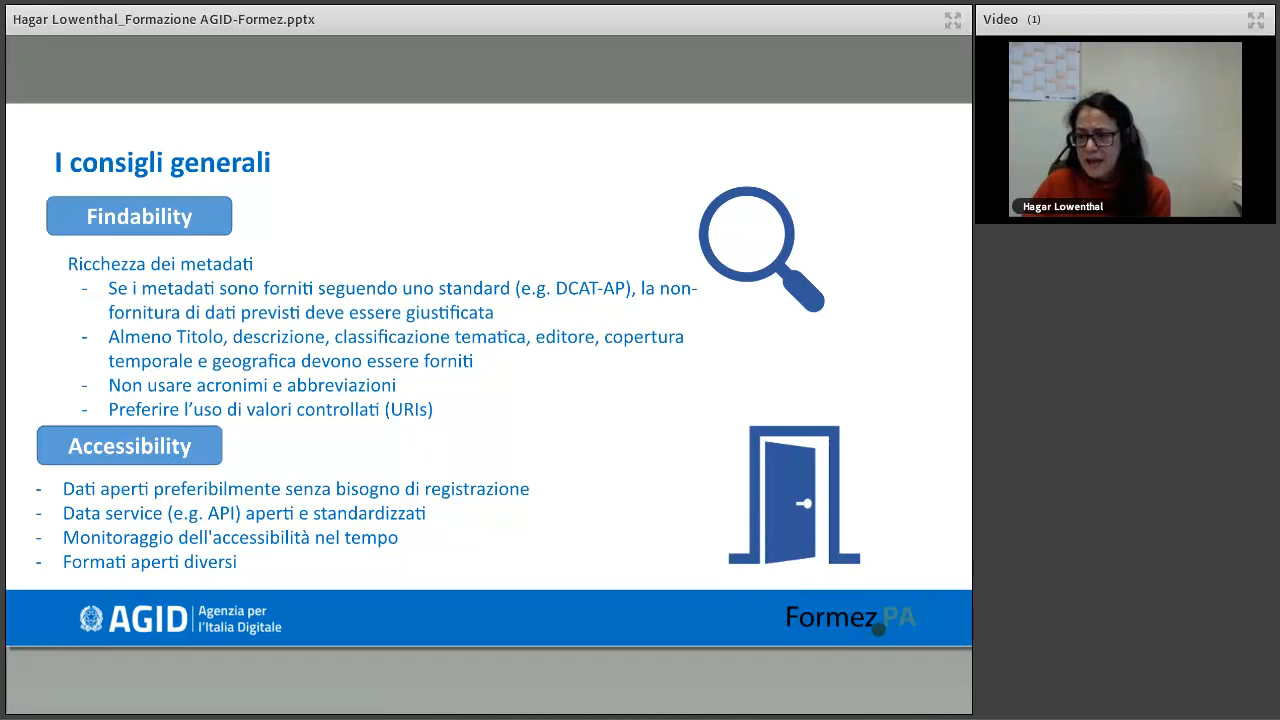 Hagar Lowenthal_Formazione AGID-Formez.pptx
Video (1)
Hagar Lowenthal
I consigli generali
Findability
Ricchezza dei metadati
- Se i metadati sono forniti seguendo uno standard (e.g. DCAT-AP), la non-
fornitura di dati previsti deve essere giustificata
- Almeno Titolo, descrizione, classificazione tematica, editore, copertura
temporale e geografica devono essere forniti
- Non usare acronimi e abbreviazioni
- Preferire l’uso di valori controllati (URIs)
Accessibility
- Dati aperti preferibilmente senza bisogno di registrazione
- Data service (e.g. API) aperti e standardizzati
- Monitoraggio dell'accessibilità nel tempo
- Formati aperti diversi
AGID
Agenzia per
l’Italia Digitale
Formez PA